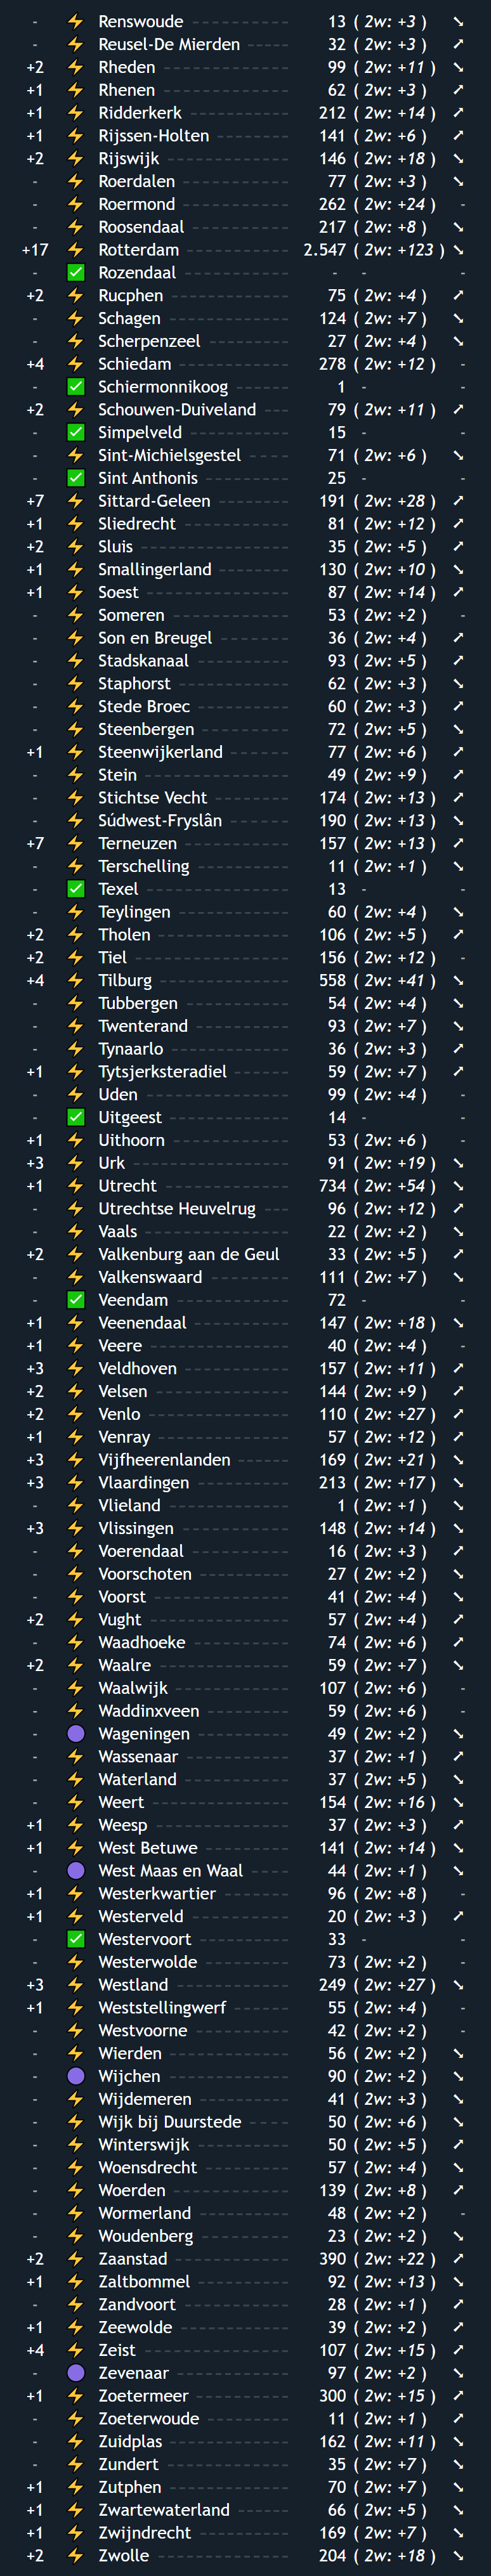 - ⚡ Renswoude ------------- 13 ( 2w: +3 ) ➘
- ⚡ Reusel-De Mierden ------ 32 ( 2w: +3 ) ➚
+2 ⚡ Rheden ---------------- 99 ( 2w: +11 ) ➘
+1 ⚡ Rhenen ---------------- 62 ( 2w: +3 ) ➚
+1 ⚡ Ridderkerk ------------- 212 ( 2w: +14 ) ➚
+1 ⚡ Rijssen-Holten ---------- 141 ( 2w: +6 ) ➚
+2 ⚡ Rijswijk ---------------- 146 ( 2w: +18 ) ➘
- ⚡ Roerdalen -------------- 77 ( 2w: +3 ) ➘
- ⚡ Roermond -------------- 262 ( 2w: +24 ) -
- ⚡ Roosendaal ------------- 217 ( 2w: +8 ) ➘
+17 ⚡ Rotterdam ------------- 2.547 ( 2w: +123 ) ➘
- ✅ Rozendaal -------------- - - -
+2 ⚡ Rucphen --------------- 75 ( 2w: +4 ) ➚
- ⚡ Schagen --------------- 124 ( 2w: +7 ) ➘
- ⚡ Scherpenzeel ----------- 27 ( 2w: +4 ) ➘
+4 ⚡ Schiedam -------------- 278 ( 2w: +12 ) -
- ✅ Schiermonnikoog ------- 1 - -
+2 ⚡ Schouwen-Duiveland --- 79 ( 2w: +11 ) ➚
- ✅ Simpelveld ------------- 15 - -
- ⚡ Sint-Michielsgestel ----- 71 ( 2w: +6 ) ➘
- ✅ Sint Anthonis ----------- 25 - -
+7 ⚡ Sittard-Geleen ---------- 191 ( 2w: +28 ) ➚
+1 ⚡ Sliedrecht -------------- 81 ( 2w: +12 ) ➚
+2 ⚡ Sluis ------------------- 35 ( 2w: +5 ) ➚
+1 ⚡ Smallingerland --------- 130 ( 2w: +10 ) ➘
+1 ⚡ Soest ------------------ 87 ( 2w: +14 ) ➚
- ⚡ Someren --------------- 53 ( 2w: +2 ) -
- ⚡ Son en Breugel --------- 36 ( 2w: +4 ) ➚
- ⚡ Stadskanaal ------------ 93 ( 2w: +5 ) ➚
- ⚡ Staphorst -------------- 62 ( 2w: +3 ) ➘
- ⚡ Stede Broec ------------ 60 ( 2w: +3 ) ➚
- ⚡ Steenbergen ----------- 72 ( 2w: +5 ) ➘
+1 ⚡ Steenwijkerland -------- 77 ( 2w: +6 ) ➚
- ⚡ Stein ------------------ 49 ( 2w: +9 ) ➚
- ⚡ Stichtse Vecht ---------- 174 ( 2w: +13 ) ➚
- ⚡ Súdwest-Fryslân -------- 190 ( 2w: +13 ) ➘
+7 ⚡ Terneuzen ------------- 157 ( 2w: +13 ) ➚
- ⚡ Terschelling ------------ 11 ( 2w: +1 ) ➘
- ✅ Texel ------------------ 13 - -
- ⚡ Teylingen -------------- 60 ( 2w: +4 ) ➘
+2 ⚡ Tholen ---------------- 106 ( 2w: +5 ) ➚
+2 ⚡ Tiel -------------------- 156 ( 2w: +12 ) -
+4 ⚡ Tilburg ---------------- 558 ( 2w: +41 ) ➘
- ⚡ Tubbergen ------------- 54 ( 2w: +4 ) ➘
- ⚡ Twenterand ------------ 93 ( 2w: +7 ) ➘
- ⚡ Tynaarlo --------------- 36 ( 2w: +3 ) ➚
+1 ⚡ Tytsjerksteradiel ------- 59 ( 2w: +7 ) ➚
- ⚡ Uden ------------------ 99 ( 2w: +4 ) -
- ✅ Uitgeest --------------- 14 - -
+1 ⚡ Uithoorn --------------- 53 ( 2w: +6 ) -
+3 ⚡ Urk -------------------- 91 ( 2w: +19 ) ➘
+1 ⚡ Utrecht ---------------- 734 ( 2w: +54 ) ➘
- ⚡ Utrechtse Heuvelrug --- 96 ( 2w: +12 ) ➚
- ⚡ Vaals ------------------ 22 ( 2w: +2 ) ➘
+2 ⚡ Valkenburg aan de Geul 33 ( 2w: +5 ) ➚
- ⚡ Valkenswaard ---------- 111 ( 2w: +7 ) ➘
- ✅ Veendam -------------- 72 - -
+1 ⚡ Veenendaal ------------ 147 ( 2w: +18 ) ➘
+1 ⚡ Veere ----------------- 40 ( 2w: +4 ) -
+3 ⚡ Veldhoven ------------- 157 ( 2w: +11 ) ➚
+2 ⚡ Velsen ----------------- 144 ( 2w: +9 ) ➚
+2 ⚡ Venlo ------------------ 110 ( 2w: +27 ) ➚
+1 ⚡ Venray ----------------- 57 ( 2w: +12 ) ➚
+3 ⚡ Vijfheerenlanden ------- 169 ( 2w: +21 ) ➘
+3 ⚡ Vlaardingen ------------ 213 ( 2w: +17 ) ➘
- ⚡ Vlieland --------------- 1 ( 2w: +1 ) ➘
+3 ⚡ Vlissingen -------------- 148 ( 2w: +14 ) ➘
- ⚡ Voerendaal ------------- 16 ( 2w: +3 ) ➚
- ⚡ Voorschoten ----------- 27 ( 2w: +2 ) ➘
- ⚡ Voorst ----------------- 41 ( 2w: +4 ) ➘
+2 ⚡ Vught ----------------- 57 ( 2w: +4 ) ➚
- ⚡ Waadhoeke ------------ 74 ( 2w: +6 ) ➚
+2 ⚡ Waalre ---------------- 59 ( 2w: +7 ) ➘
- ⚡ Waalwijk --------------- 107 ( 2w: +6 ) -
- ⚡ Waddinxveen ---------- 59 ( 2w: +6 ) -
- 🟣 Wageningen ----------- 49 ( 2w: +2 ) ➘
- ⚡ Wassenaar ------------- 37 ( 2w: +1 ) ➚
- ⚡ Waterland ------------- 37 ( 2w: +5 ) ➘
- ⚡ Weert ----------------- 154 ( 2w: +16 ) ➘
+1 ⚡ Weesp ----------------- 37 ( 2w: +3 ) ➚
+1 ⚡ West Betuwe ----------- 141 ( 2w: +14 ) ➘
- 🟣 West Maas en Waal ----- 44 ( 2w: +1 ) ➘
+1 ⚡ Westerkwartier --------- 96 ( 2w: +8 ) -
+1 ⚡ Westerveld ------------- 20 ( 2w: +3 ) ➚
- ✅ Westervoort ------------ 33 - -
- ⚡ Westerwolde ----------- 73 ( 2w: +2 ) -
+3 ⚡ Westland -------------- 249 ( 2w: +27 ) ➘
+1 ⚡ Weststellingwerf ------- 55 ( 2w: +4 ) -
- ⚡ Westvoorne ------------ 42 ( 2w: +2 ) -
- ⚡ Wierden --------------- 56 ( 2w: +2 ) ➘
- 🟣 Wijchen --------------- 90 ( 2w: +2 ) ➘
- ⚡ Wijdemeren ------------ 41 ( 2w: +3 ) ➘
- ⚡ Wijk bij Duurstede ----- 50 ( 2w: +6 ) ➘
- ⚡ Winterswijk ------------ 50 ( 2w: +5 ) ➚
- ⚡ Woensdrecht ----------- 57 ( 2w: +4 ) ➘
- ⚡ Woerden --------------- 139 ( 2w: +8 ) ➚
- ⚡ Wormerland ------------ 48 ( 2w: +2 ) -
- ⚡ Woudenberg ----------- 23 ( 2w: +2 ) ➘
+2 ⚡ Zaanstad -------------- 390 ( 2w: +22 ) ➚
+1 ⚡ Zaltbommel ------------ 92 ( 2w: +13 ) ➘
- ⚡ Zandvoort ------------- 28 ( 2w: +1 ) ➚
+1 ⚡ Zeewolde -------------- 39 ( 2w: +2 ) ➚
+4 ⚡ Zeist ------------------ 107 ( 2w: +15 ) ➚
- 🟣 Zevenaar -------------- 97 ( 2w: +2 ) ➘
+1 ⚡ Zoetermeer ------------ 300 ( 2w: +15 ) ➚
- ⚡ Zoeterwoude ----------- 11 ( 2w: +1 ) ➚
- ⚡ Zuidplas --------------- 162 ( 2w: +11 ) ➘
- ⚡ Zundert --------------- 35 ( 2w: +7 ) ➘
+1 ⚡ Zutphen --------------- 70 ( 2w: +7 ) ➘
+1 ⚡ Zwartewaterland ------- 66 ( 2w: +5 ) ➘
+1 ⚡ Zwijndrecht ------------ 169 ( 2w: +7 ) ➘
+2 ⚡ Zwolle ----------------- 204 ( 2w: +18 ) ➘